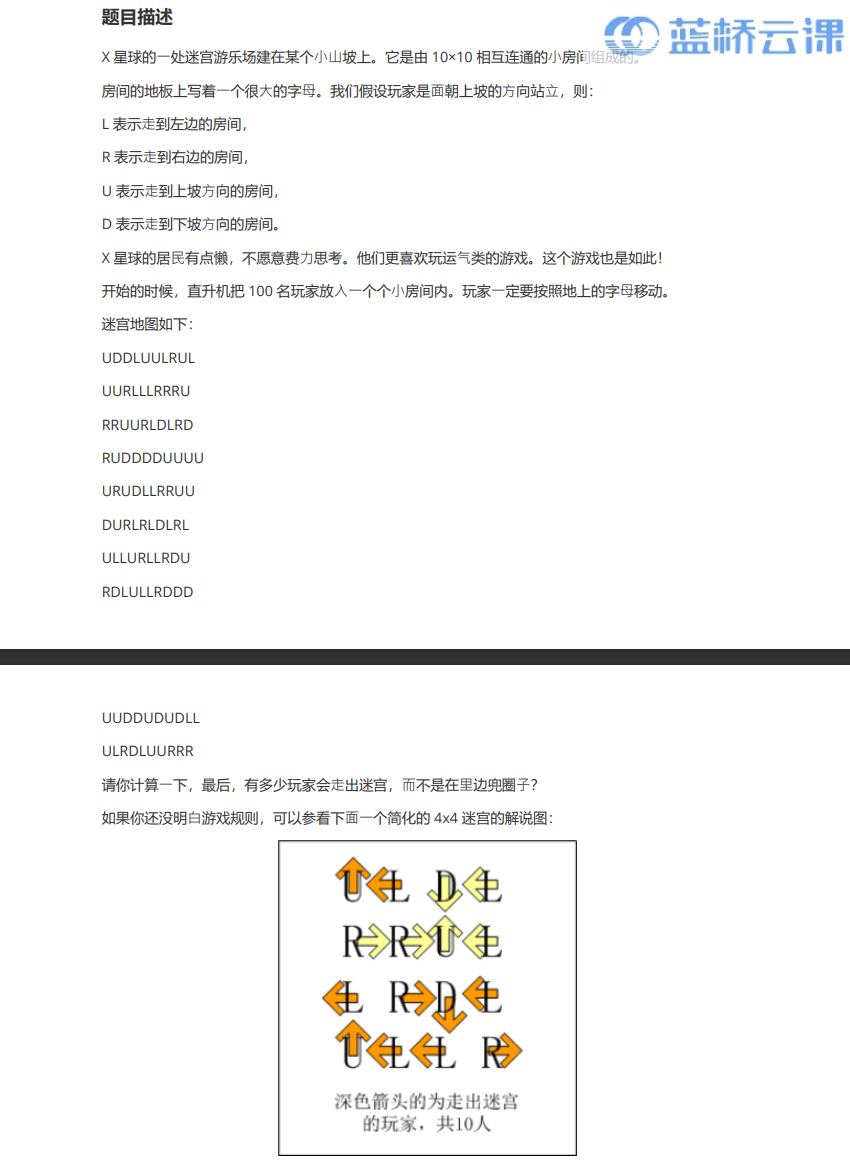 题目描述
蓝桥云课
X 星球的一处迷宫游乐场建在某个小山坡上。它是由 10×10 相互连通的小房间组成的。
房间的地板上写着一个很大的字母。我们假设玩家是面朝上坡的方向站立，则：
L 表示走到左边的房间，
R 表示走到右边的房间，
U 表示走到上坡方向的房间，
D 表示走到下坡方向的房间。
X 星球的居民有点懒，不愿意费力思考。他们更喜欢玩运气类的游戏。这个游戏也是如此！
开始的时候，直升机把 100 名玩家放入一个个小房间内。玩家一定要按照地上的字母移动。
迷宫地图如下：
UDDLUULRUL
UURLLLRRRU
RRUURLDLRD
RUDDDDUUUU
URUDLLRRUU
DURLRLDLRL
ULLURLLRDU
RDLULLRDDD
UUDDUDUDLL
ULRDLUURRR
请你计算一下，最后，有多少玩家会走出迷宫，而不是在里边兜圈子？
如果你还没明白游戏规则，可以参看下面一个简化的 4x4 迷宫的解说图：
U L D L
R R U L
L R D L
U L L R
深色箭头的为走出迷宫
的玩家，共10人